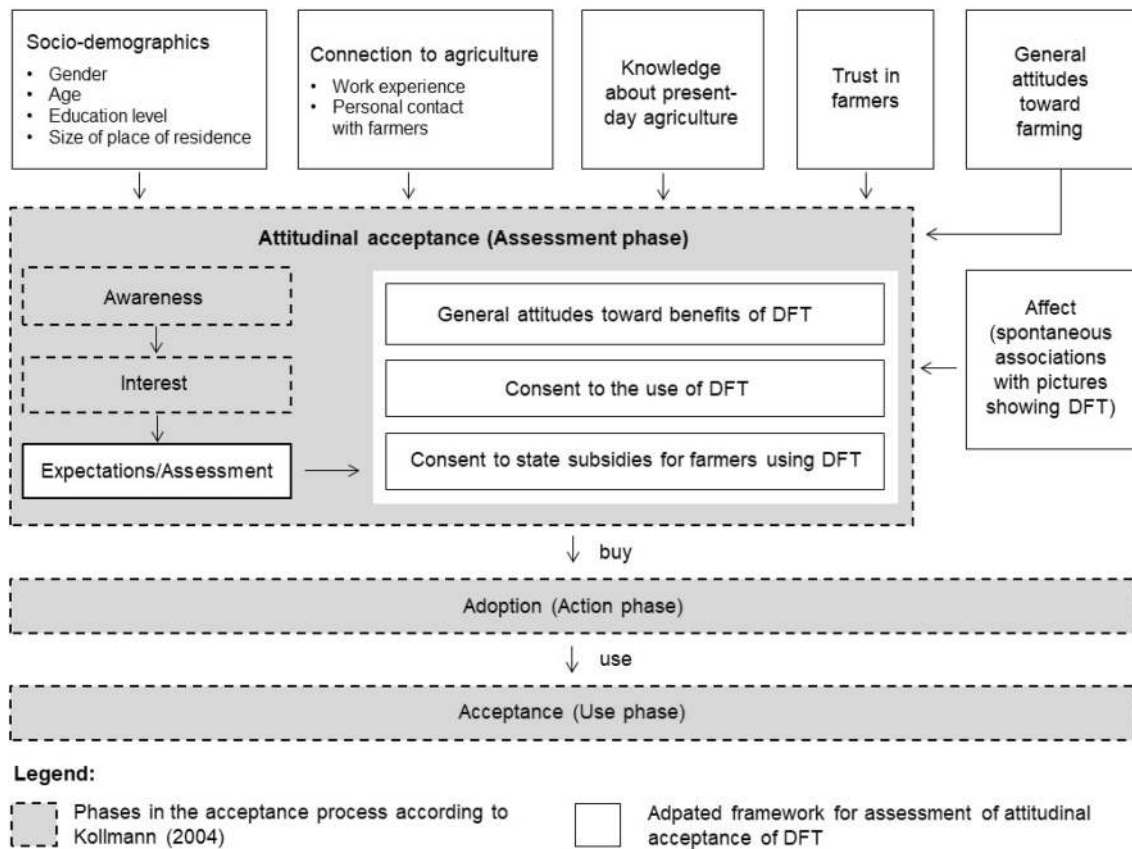 Socio-demographics
• Gender
• Age
• Education level
• Size of place of residence
Connection to agriculture
• Work experience
• Personal contact
with farmers
Knowledge
about present-
day agriculture
Trust in
farmers
General
attitudes
toward
farming
Attitudinal acceptance (Assessment phase)
Awareness
Interest
Expectations/Assessment
General attitudes toward benefits of DFT
Consent to the use of DFT
Consent to state subsidies for farmers using DFT
Affect
(spontaneous
associations
with pictures
showing DFT)
buy
Adoption (Action phase)
use
Acceptance (Use phase)
Legend:
Phases in the acceptance process according to
Kollmann (2004)
Adpated framework for assessment of attitudinal
acceptance of DFT